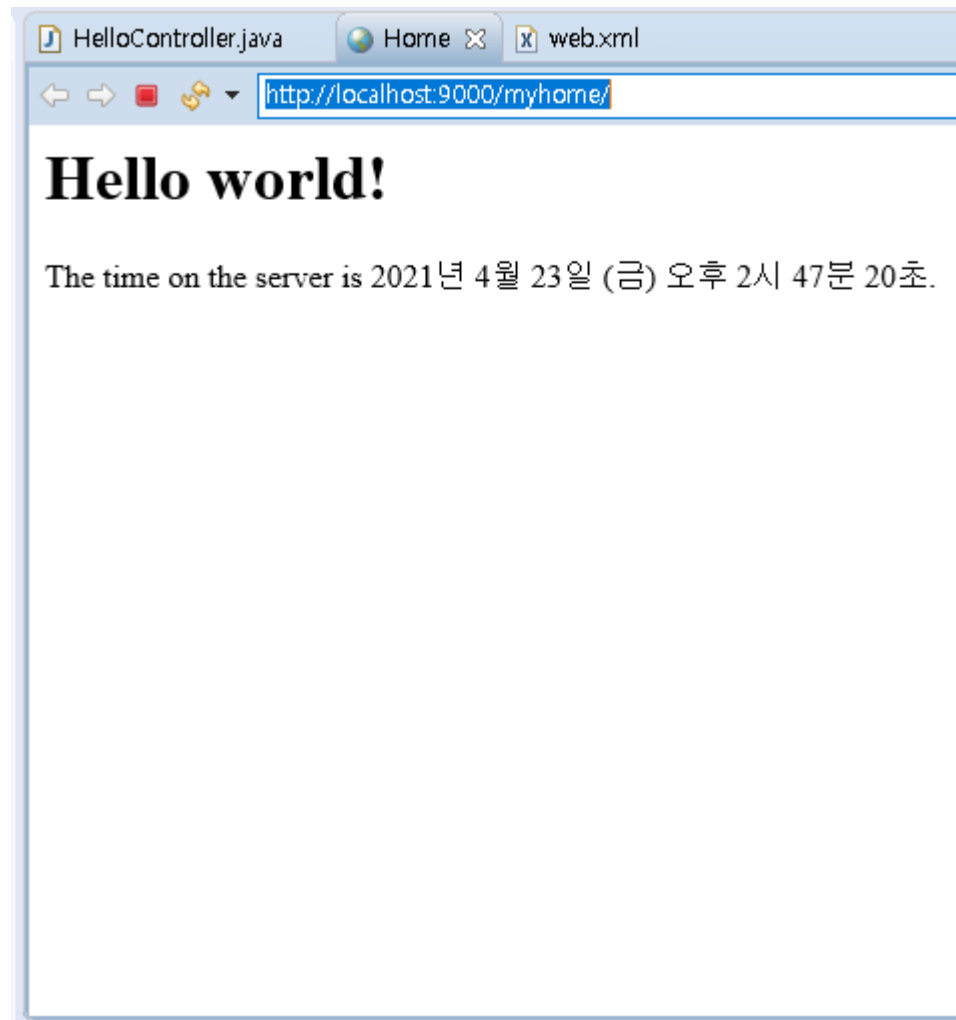 HelloController.java Home web.xml
http://localhost:9000/myhome/
Hello world!
The time on the server is 2021년 4월 23일 (금) 오후 2시 47분 20초.